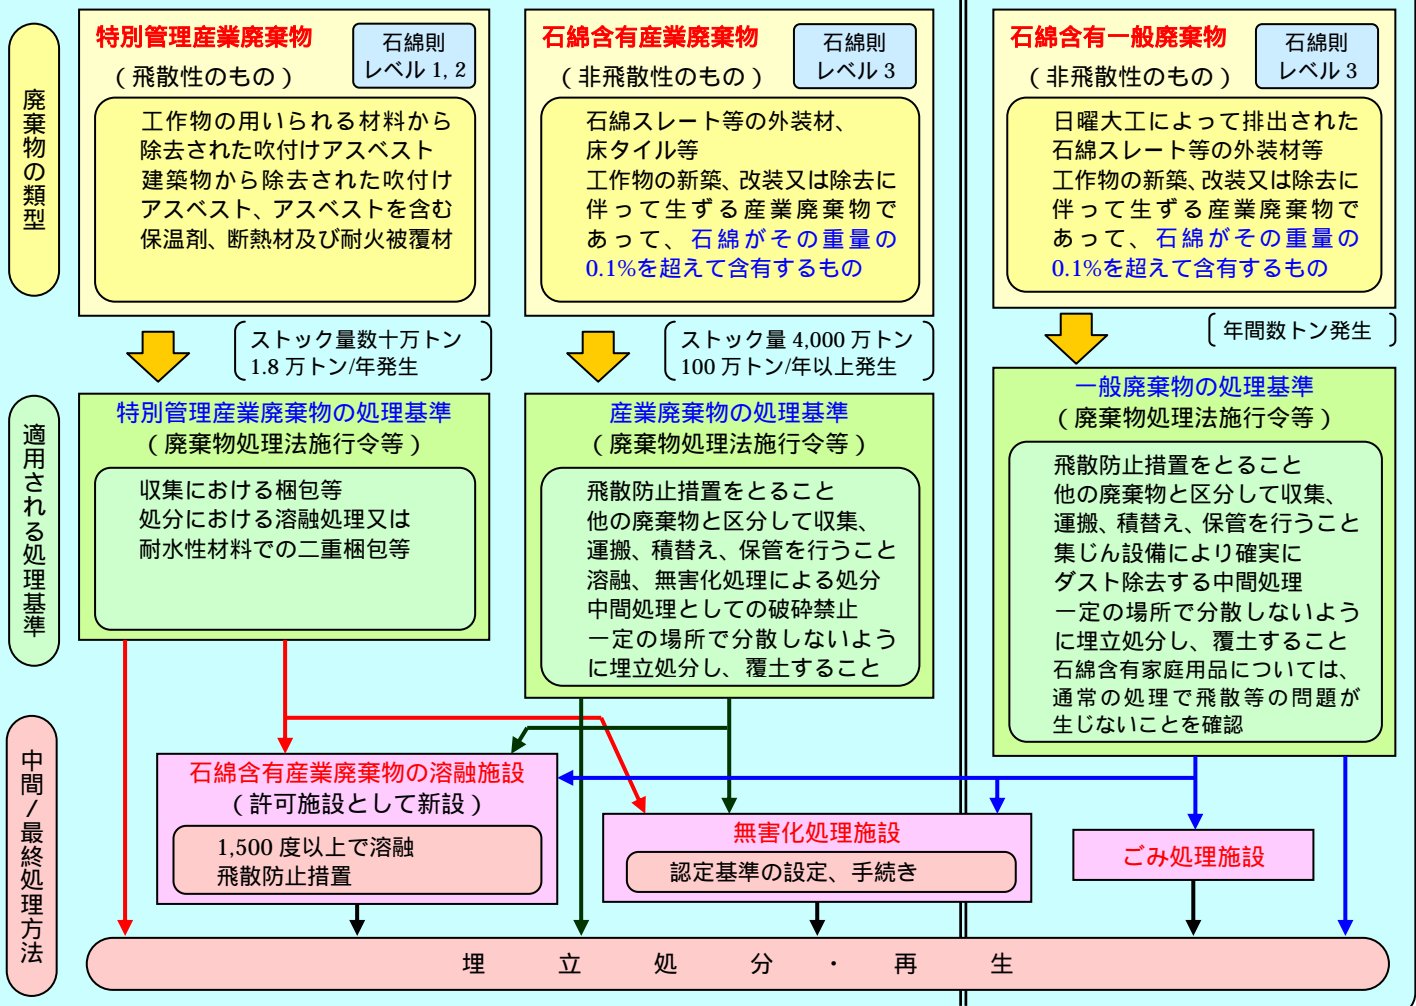 廃棄物の類型
特別管理産業廃棄物
（飛散性のもの）
石綿則
レベル 1, 2
工作物の用いられる材料から
除去された吹付けアスベスト
建築物から除去された吹付け
アスベスト、アスベストを含む
保温剤、断熱材及び耐火被覆材
石綿含有産業廃棄物
（非飛散性のもの）
石綿則
レベル 3
石綿スレート等の外装材、
床タイル等
工作物の新築、改装又は除去に
伴って生ずる産業廃棄物で
あって、石綿がその重量の
0.1%を超えて含有するもの
石綿含有一般廃棄物
（非飛散性のもの）
石綿則
レベル 3
日曜大工によって排出された
石綿スレート等の外装材等
工作物の新築、改装又は除去に
伴って生ずる産業廃棄物で
あって、石綿がその重量の
0.1%を超えて含有するもの
ストック量数十万トン
1.8 万トン/年発生
ストック量 4,000 万トン
100 万トン/年以上発生
年間数トン発生
適用される処理基準
特別管理産業廃棄物の処理基準
（廃棄物処理法施行令等）
収集における梱包等
処分における溶融処理又は
耐水性材料での二重梱包等
産業廃棄物の処理基準
（廃棄物処理法施行令等）
飛散防止措置をとること
他の廃棄物と区分して収集、
運搬、積替え、保管を行うこと
溶融、無害化処理による処分
中間処理としての破砕禁止
一定の場所で分散しないよう
に埋立処分し、覆土すること
一般廃棄物の処理基準
（廃棄物処理法施行令等）
飛散防止措置をとること
他の廃棄物と区分して収集、
運搬、積替え、保管を行うこと
集じん設備により確実に
ダスト除去する中間処理
一定の場所で分散しないよう
に埋立処分し、覆土すること
石綿含有家庭用品については、
通常の処理で飛散等の問題が
生じないことを確認
中間/最終処理方法
石綿含有産業廃棄物の溶融施設
（許可施設として新設）
1,500 度以上で溶融
飛散防止措置
無害化処理施設
認定基準の設定、手続き
ごみ処理施設
埋立処分・再生